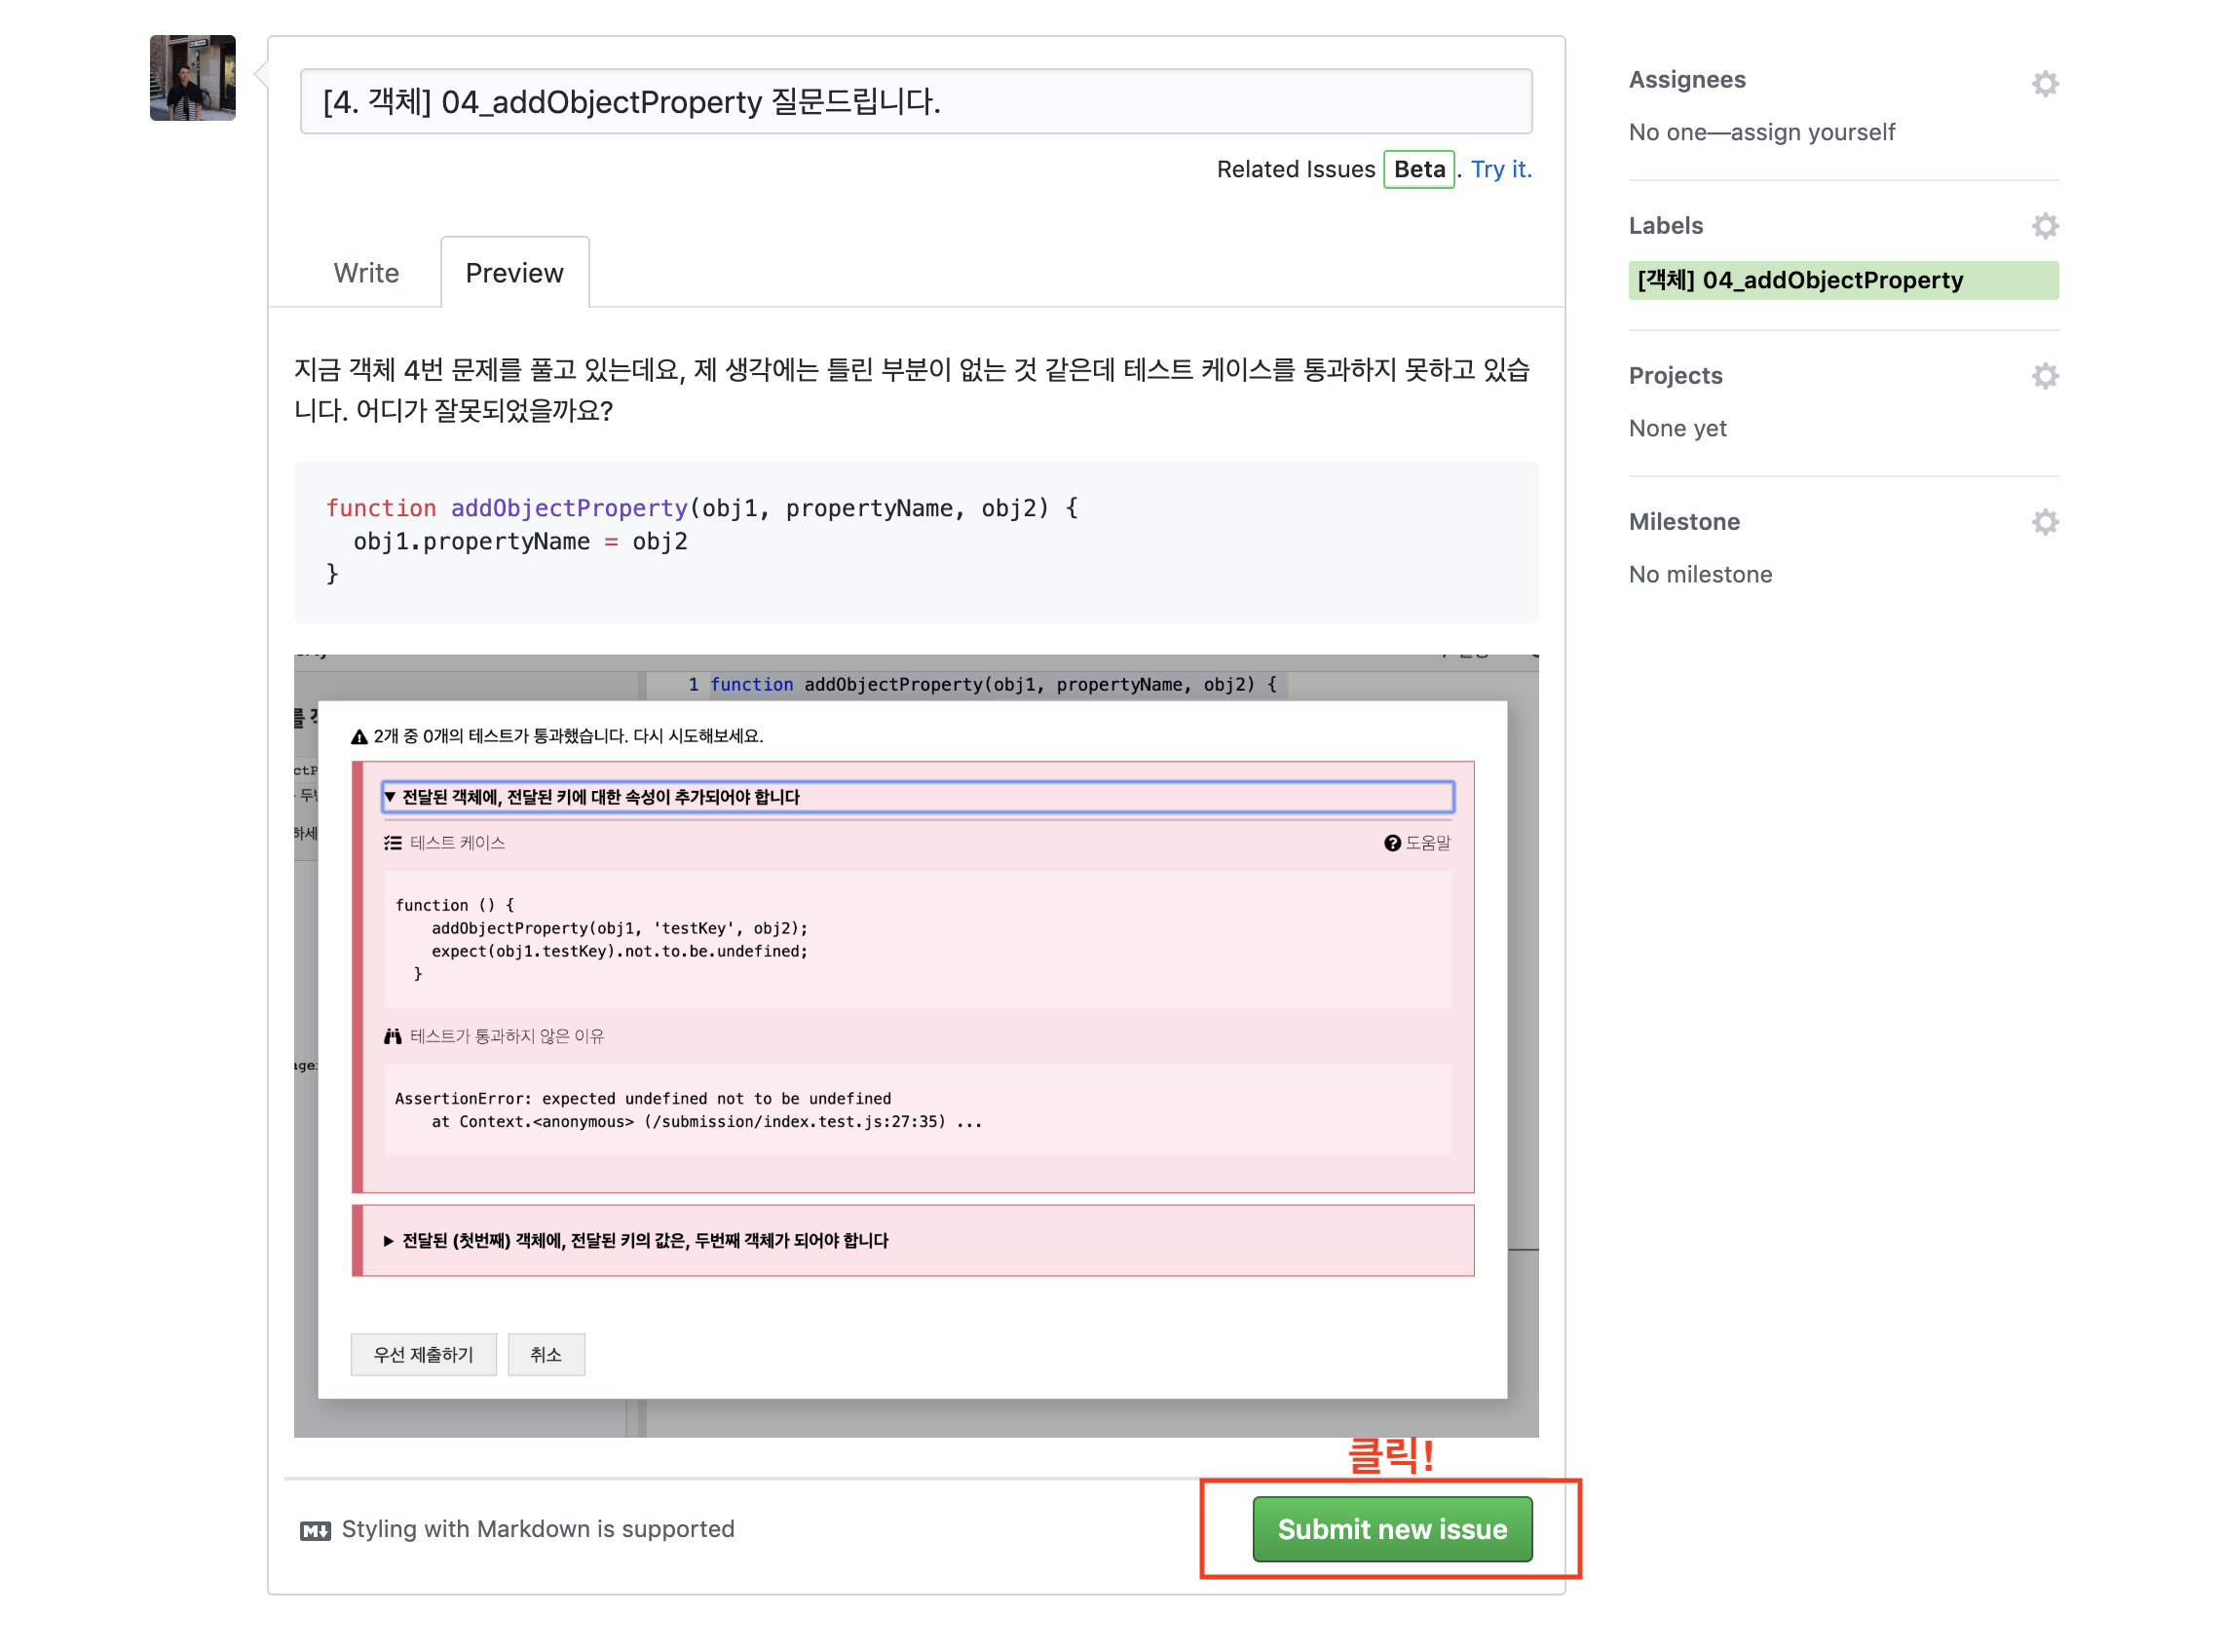 [4. 객체] 04_addObjectProperty 질문드립니다.
Related Issues Beta. Try it.
Write
Preview
지금 객체 4번 문제를 풀고 있는데요, 제 생각에는 틀린 부분이 없는 것 같은데 테스트 케이스를 통과하지 못하고 있습
니다. 어디가 잘못되었을까요?
function addObjectProperty(obj1, propertyName, obj2) {
  obj1.propertyName = obj2
}
1 function addObjectProperty(obj1, propertyName, obj2) {
2개 중 0개의 테스트가 통과했습니다. 다시 시도해보세요.
▼ 전달된 객체에, 전달된 키에 대한 속성이 추가되어야 합니다
테스트 케이스
도움말
function () {
    addObjectProperty(obj1, 'testKey', obj2);
    expect(obj1.testKey).not.to.be.undefined;
  }
테스트가 통과하지 않은 이유
AssertionError: expected undefined not to be undefined
    at Context.<anonymous> (/submission/index.test.js:27:35) ...
▶ 전달된 (첫번째) 객체에, 전달된 키의 값은, 두번째 객체가 되어야 합니다
우선 제출하기
취소
클릭!
Styling with Markdown is supported
Submit new issue
Assignees
No one—assign yourself
Labels
[객체] 04_addObjectProperty
Projects
None yet
Milestone
No milestone